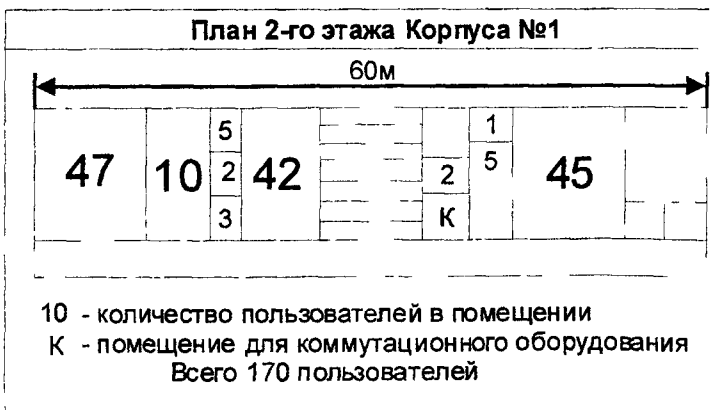 План 2-го этажа Корпуса №1
60м
5 1
47 10 2 42 2 5 45
3 К
10 - количество пользователей в помещении
К - помещение для коммутационного оборудования
Всего 170 пользователей